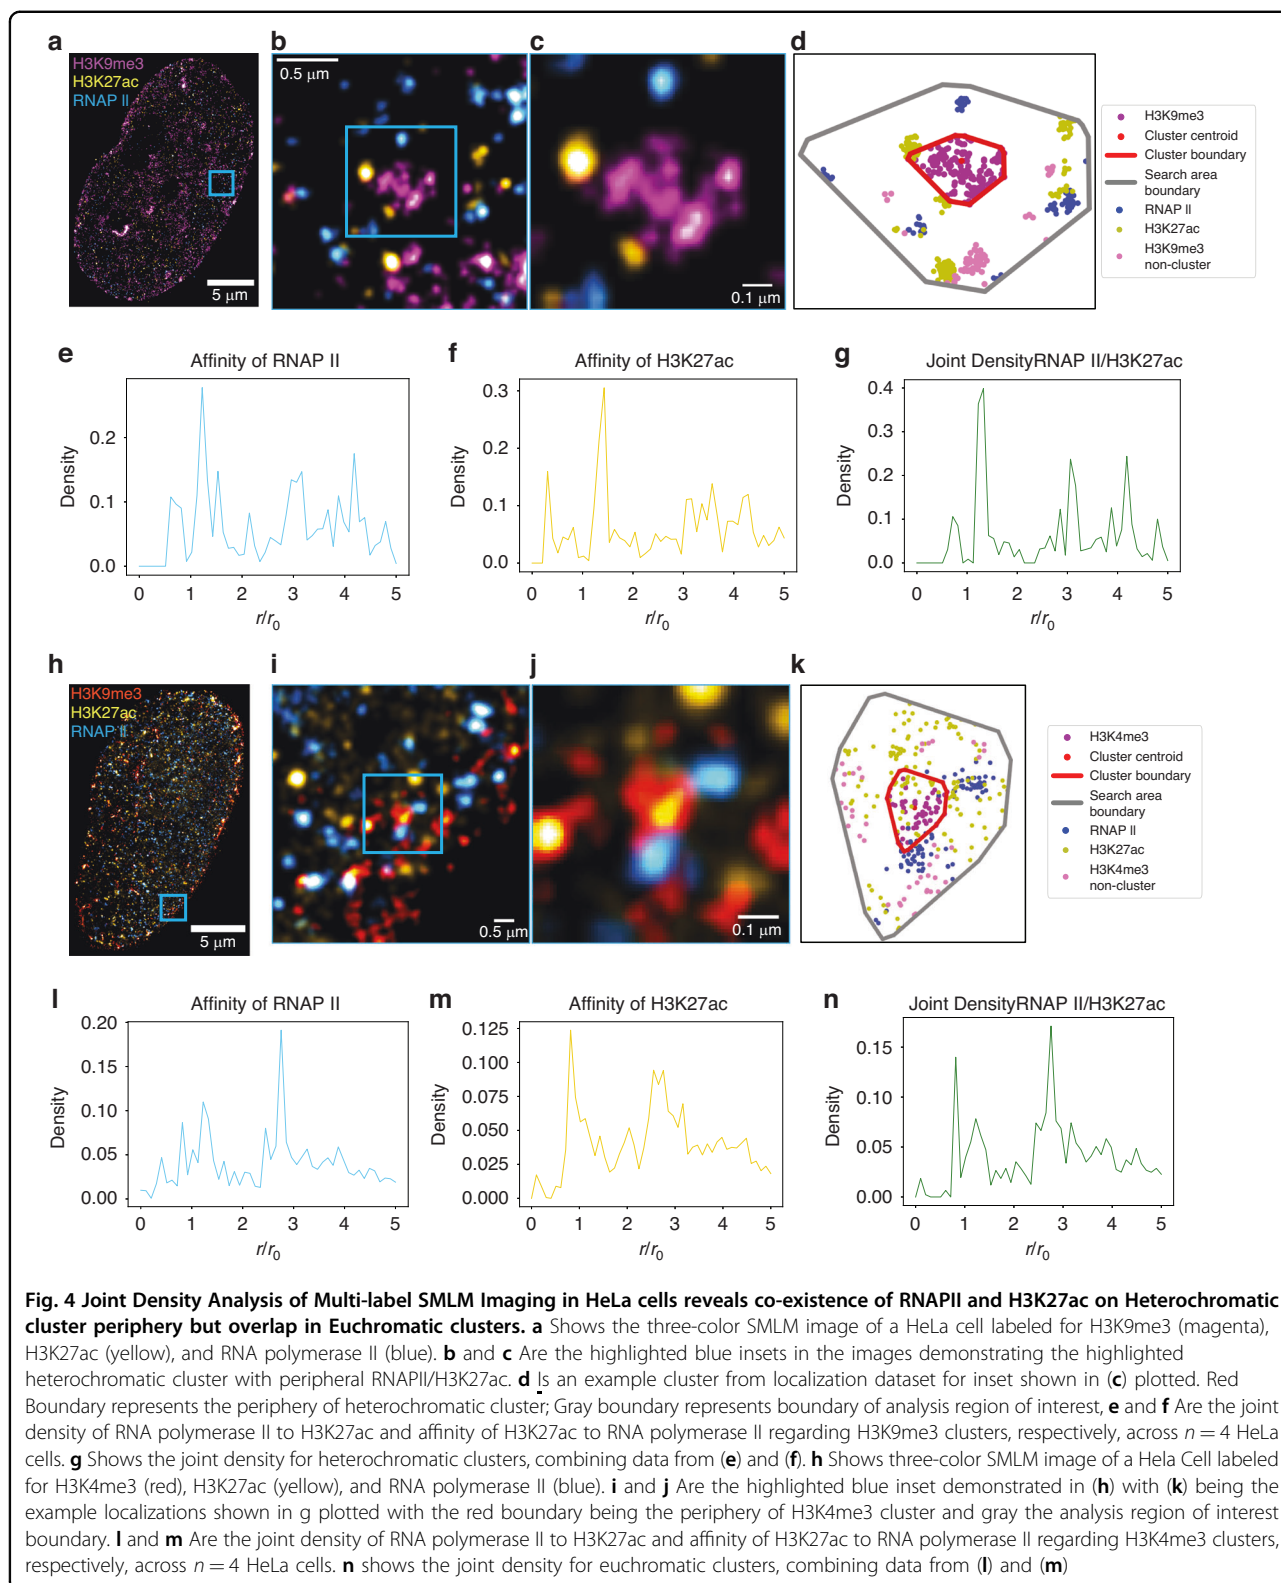 a
H3K9me3
H3K27ac
RNAP II
5 μm
b
0.5 μm
c
0.1 μm
d
H3K9me3
Cluster centroid
Cluster boundary
Search area
boundary
RNAP II
H3K27ac
H3K9me3
non-cluster
e
Affinity of RNAP II
Density
0.2
0.1
0.0
0 1 2 3 4 5
r/r0
f
Affinity of H3K27ac
Density
0.3
0.2
0.1
0.0
0 1 2 3 4 5
r/r0
g
Joint DensityRNAP II/H3K27ac
Density
0.4
0.3
0.2
0.1
0.0
0 1 2 3 4 5
r/r0
h
H3K9me3
H3K27ac
RNAP II
5 μm
i
0.5 μm
j
0.1 μm
k
H3K4me3
Cluster centroid
Cluster boundary
Search area
boundary
RNAP II
H3K27ac
H3K4me3
non-cluster
l
Affinity of RNAP II
Density
0.20
0.15
0.10
0.05
0.00
0 1 2 3 4 5
r/r0
m
Affinity of H3K27ac
Density
0.125
0.100
0.075
0.050
0.025
0.000
0 1 2 3 4 5
r/r0
n
Joint DensityRNAP II/H3K27ac
Density
0.15
0.10
0.05
0.00
0 1 2 3 4 5
r/r0
Fig. 4 Joint Density Analysis of Multi-label SMLM Imaging in HeLa cells reveals co-existence of RNAPII and H3K27ac on Heterochromatic
cluster periphery but overlap in Euchromatic clusters. a Shows the three-color SMLM image of a HeLa cell labeled for H3K9me3 (magenta),
H3K27ac (yellow), and RNA polymerase II (blue). b and c Are the highlighted blue insets in the images demonstrating the highlighted
heterochromatic cluster with peripheral RNAPII/H3K27ac. d Is an example cluster from localization dataset for inset shown in (c) plotted. Red
Boundary represents the periphery of heterochromatic cluster; Gray boundary represents boundary of analysis region of interest, e and f Are the joint
density of RNA polymerase II to H3K27ac and affinity of H3K27ac to RNA polymerase II regarding H3K9me3 clusters, respectively, across n = 4 HeLa
cells. g Shows the joint density for heterochromatic clusters, combining data from (e) and (f). h Shows three-color SMLM image of a Hela Cell labeled
for H3K4me3 (red), H3K27ac (yellow), and RNA polymerase II (blue). i and j Are the highlighted blue inset demonstrated in (h) with (k) being the
example localizations shown in g plotted with the red boundary being the periphery of H3K4me3 cluster and gray the analysis region of interest
boundary. l and m Are the joint density of RNA polymerase II to H3K27ac and affinity of H3K27ac to RNA polymerase II regarding H3K4me3 clusters,
respectively, across n = 4 HeLa cells. n shows the joint density for euchromatic clusters, combining data from (l) and (m)